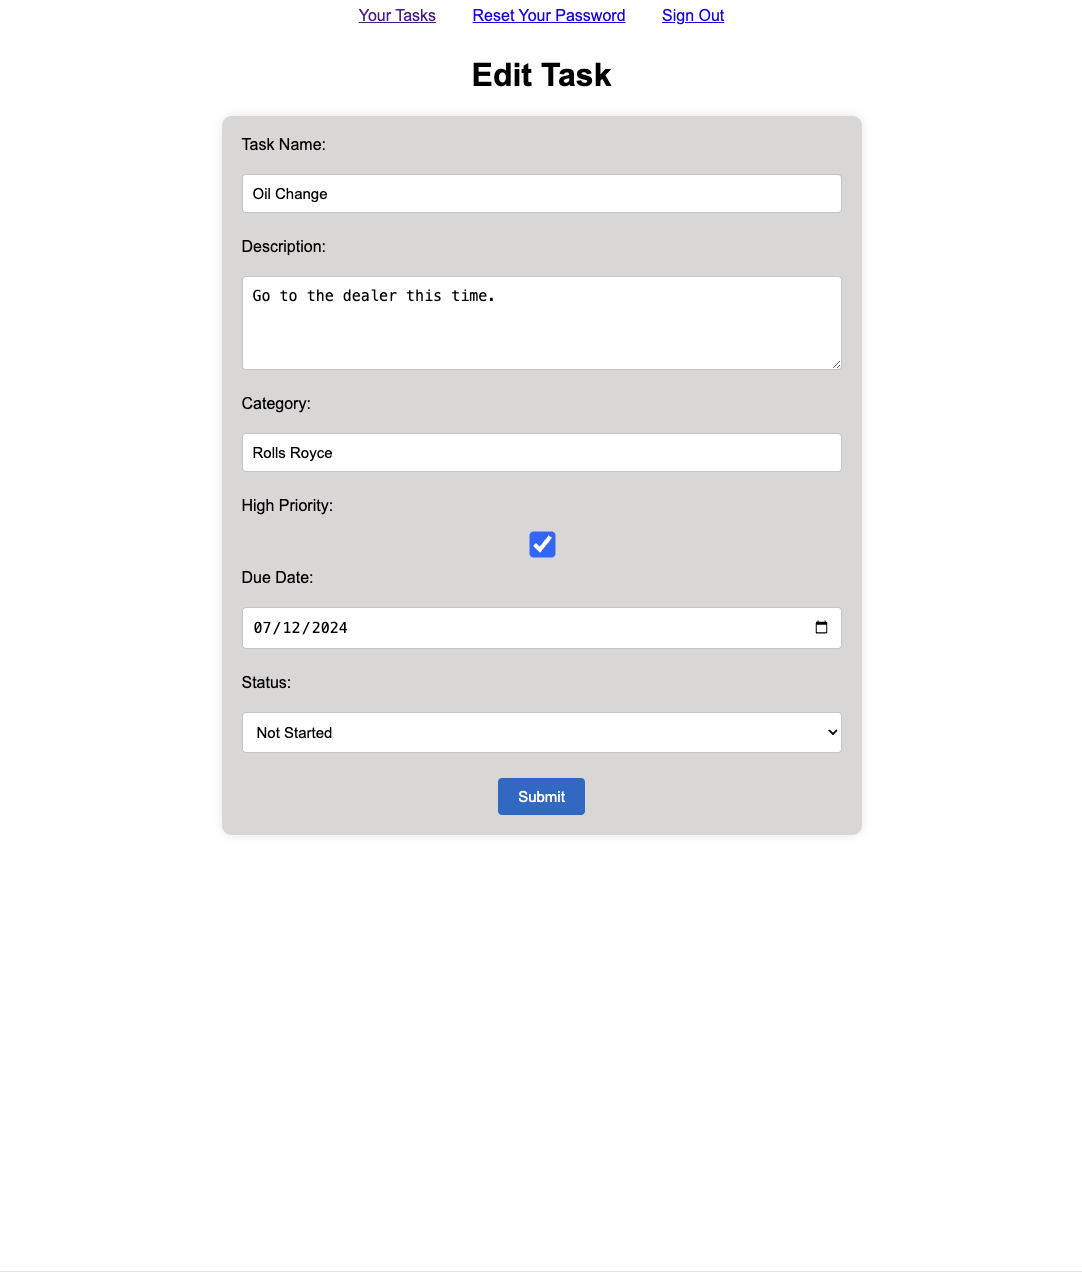 Your Tasks Reset Your Password Sign Out
Edit Task
Task Name:
Oil Change
Description:
Go to the dealer this time.
Category:
Rolls Royce
High Priority:
Due Date:
07/12/2024
Status:
Not Started
Submit